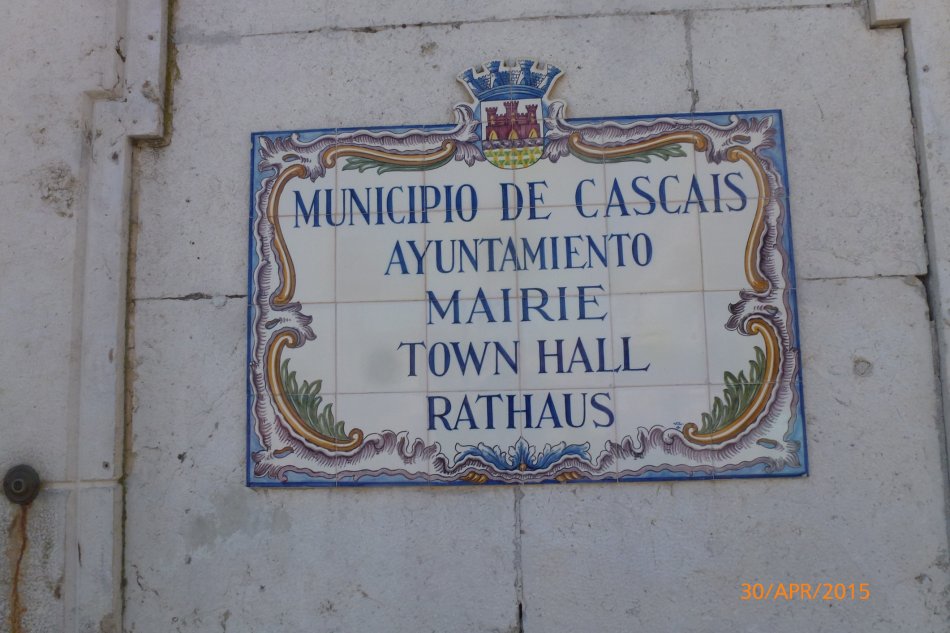 MUNICIPIO DE CASCAIS
AYUNTAMIENTO
MAIRIE
TOWN HALL
RATHAUS
30/APR/2015